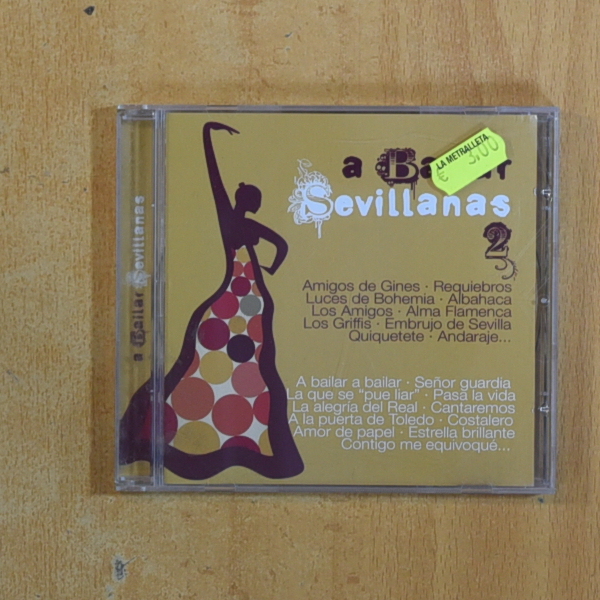 a Bailar
Sevillanas
2
LA METRALLETA
€ 3,00
Amigos de Gines · Requiebros
Luces de Bohemia · Albahaca
Los Amigos · Alma Flamenca
Los Griffis · Embrujo de Sevilla
Quiquetete · Andaraje...
A bailar a bailar · Señor guardia
La que se "pue liar" · Pasa la vida
La alegría del Real · Cantaremos
A la puerta de Toledo · Costalero
Amor de papel · Estrella brillante
Contigo me equivoqué...
a Bailar Sevillanas